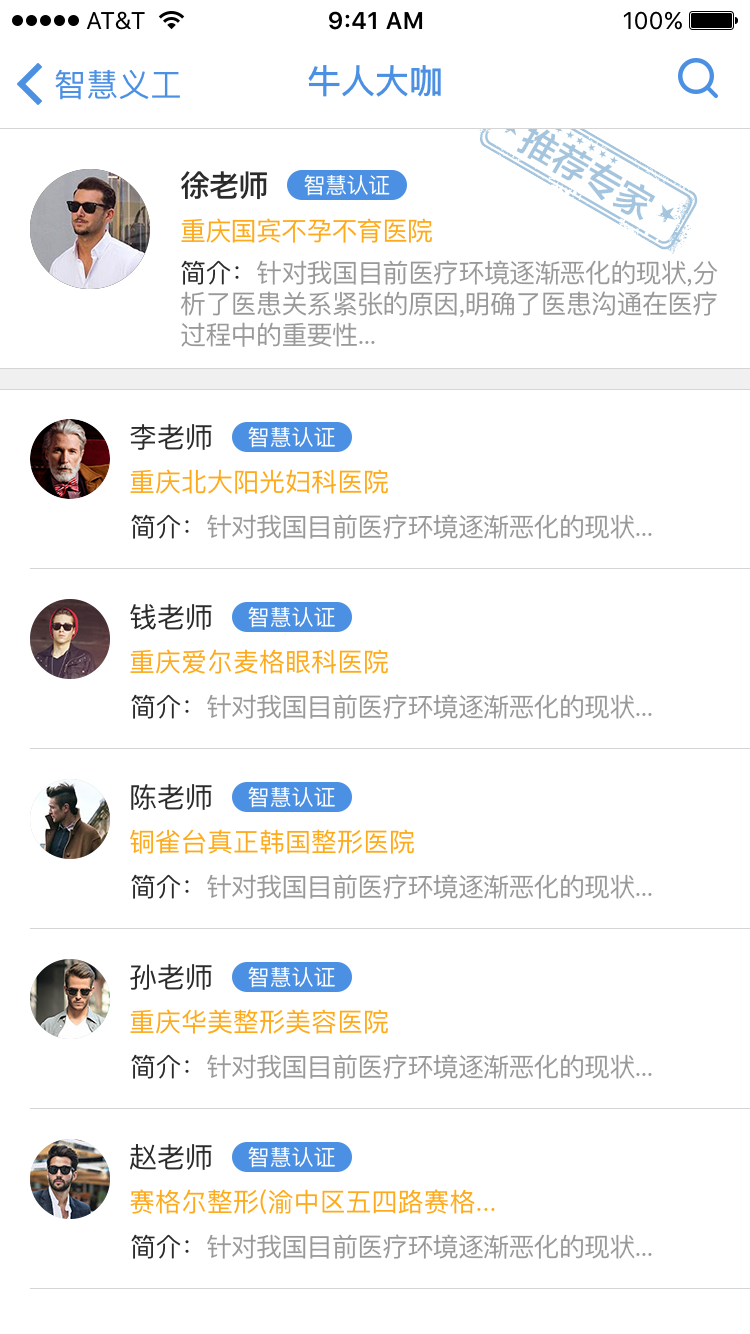 ●●●●● AT&T 9:41 AM 100%
智慧义工 牛人大咖
推荐专家
徐老师 智慧认证
重庆国宾不孕不育医院
简介：针对我国目前医疗环境逐渐恶化的现状,分
析了医患关系紧张的原因,明确了医患沟通在医疗
过程中的重要性...
李老师 智慧认证
重庆北大阳光妇科医院
简介：针对我国目前医疗环境逐渐恶化的现状...
钱老师 智慧认证
重庆爱尔麦格眼科医院
简介：针对我国目前医疗环境逐渐恶化的现状...
陈老师 智慧认证
铜雀台真正韩国整形医院
简介：针对我国目前医疗环境逐渐恶化的现状...
孙老师 智慧认证
重庆华美整形美容医院
简介：针对我国目前医疗环境逐渐恶化的现状...
赵老师 智慧认证
赛格尔整形(渝中区五四路赛格...
简介：针对我国目前医疗环境逐渐恶化的现状...